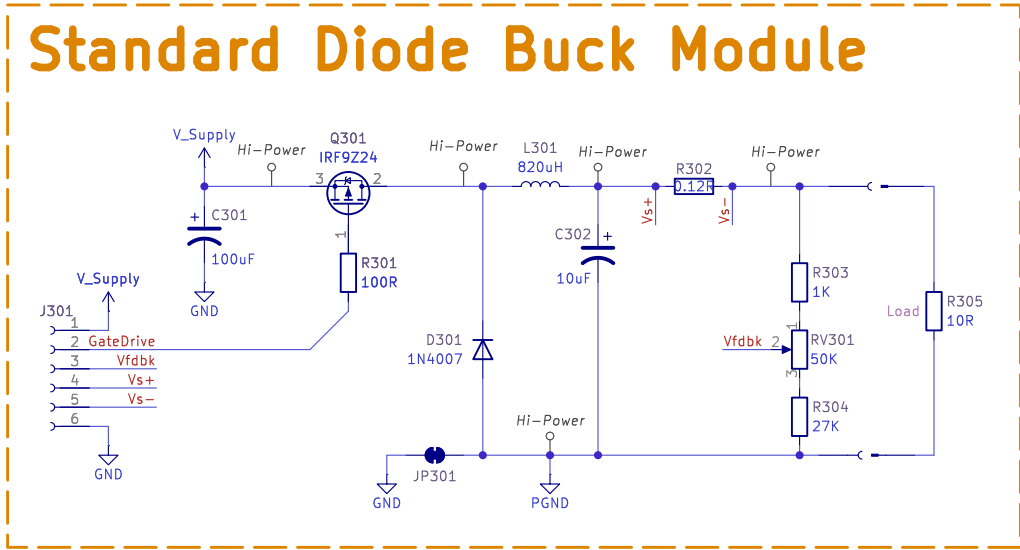 Standard Diode Buck Module
V_Supply
Hi-Power
Q301
IRF9Z24
3
2
1
Hi-Power
L301
820uH
Hi-Power
R302
0.12R
Hi-Power
Vs+
Vs-
+
C301
100uF
GND
R301
100R
C302
+
10uF
R303
1K
Vfdbk
2
1
3
RV301
50K
R304
27K
Load
R305
10R
D301
1N4007
V_Supply
J301
1
2
GateDrive
3
Vfdbk
4
Vs+
5
Vs-
6
GND
Hi-Power
JP301
GND
PGND